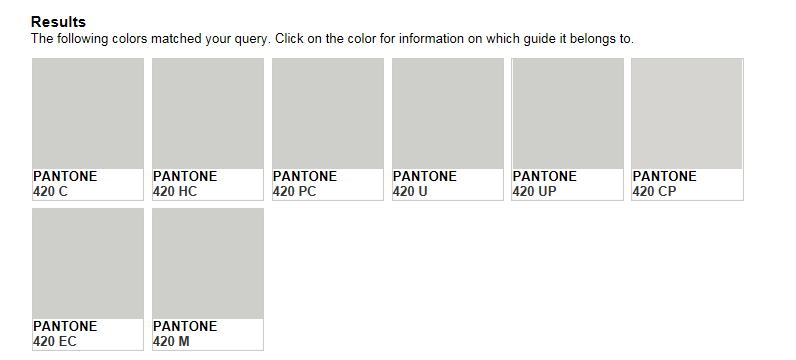 Results
The following colors matched your query. Click on the color for information on which guide it belongs to.
PANTONE
420 C
PANTONE
420 HC
PANTONE
420 PC
PANTONE
420 U
PANTONE
420 UP
PANTONE
420 CP
PANTONE
420 EC
PANTONE
420 M